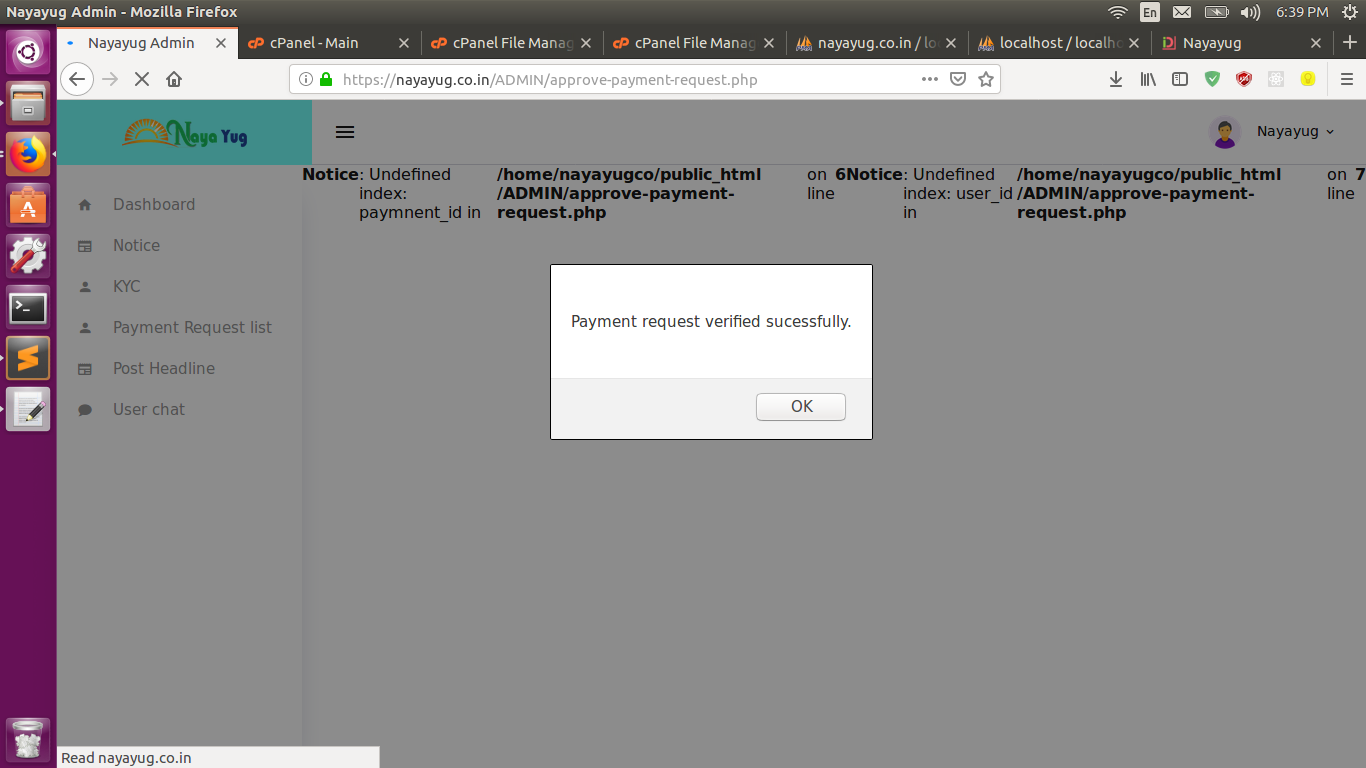 Nayayug Admin - Mozilla Firefox
En
6:39 PM
Nayayug Admin
cPanel - Main
cPanel File Manag
cPanel File Manag
nayayug.co.in / lo
localhost / localho
Nayayug
https://nayayug.co.in/ADMIN/approve-payment-request.php
Naya Yug
Nayayug
Notice: Undefined index: paymnent_id in /home/nayayugco/public_html/ADMIN/approve-payment-request.php on line 6
Notice: Undefined index: user_id in /home/nayayugco/public_html/ADMIN/approve-payment-request.php on line 7
Dashboard
Notice
KYC
Payment Request list
Post Headline
User chat
Payment request verified sucessfully.
OK
Read nayayug.co.in